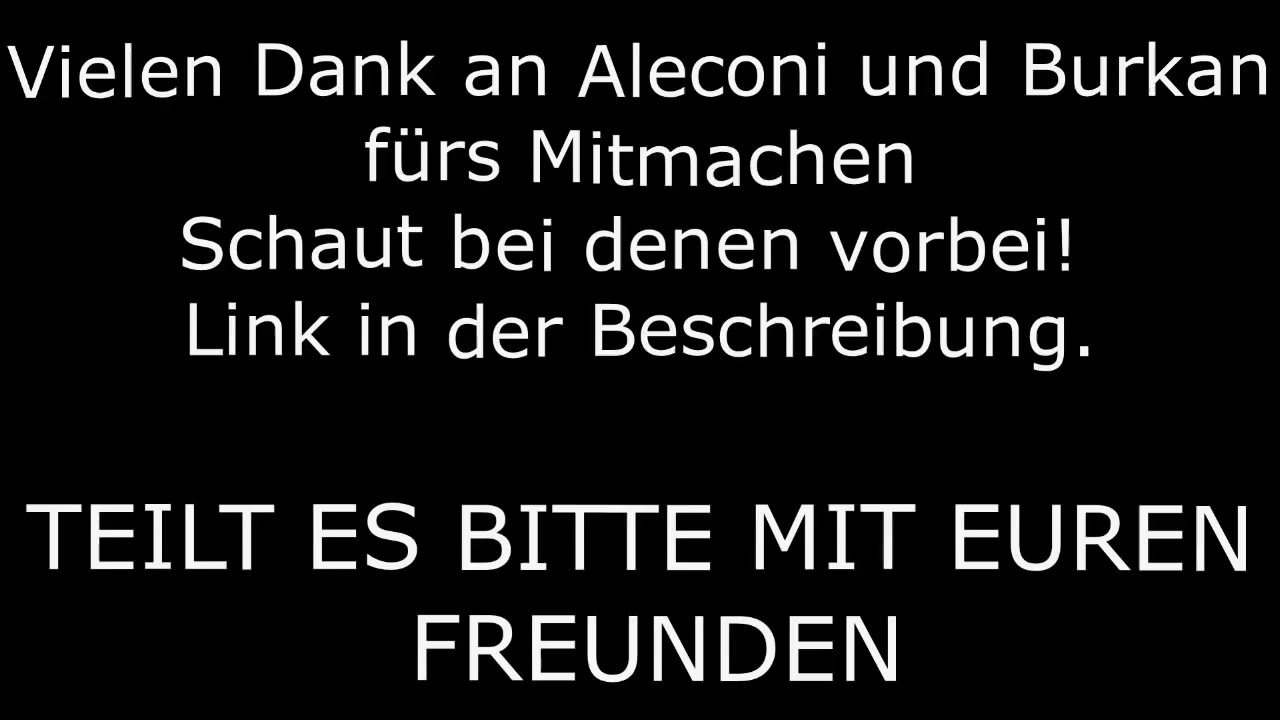 Vielen Dank an Aleconi und Burkan
fürs Mitmachen
Schaut bei denen vorbei!
Link in der Beschreibung.
TEILT ES BITTE MIT EUREN
FREUNDEN